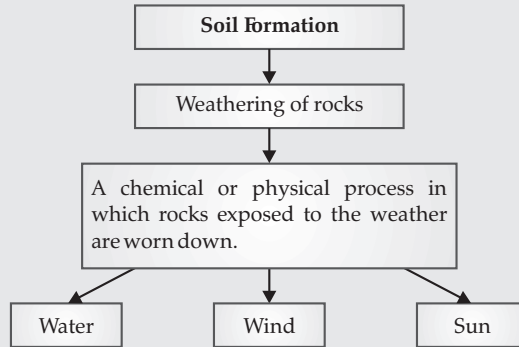 Soil Formation
Weathering of rocks
A chemical or physical process in
which rocks exposed to the weather
are worn down.
Water Wind Sun